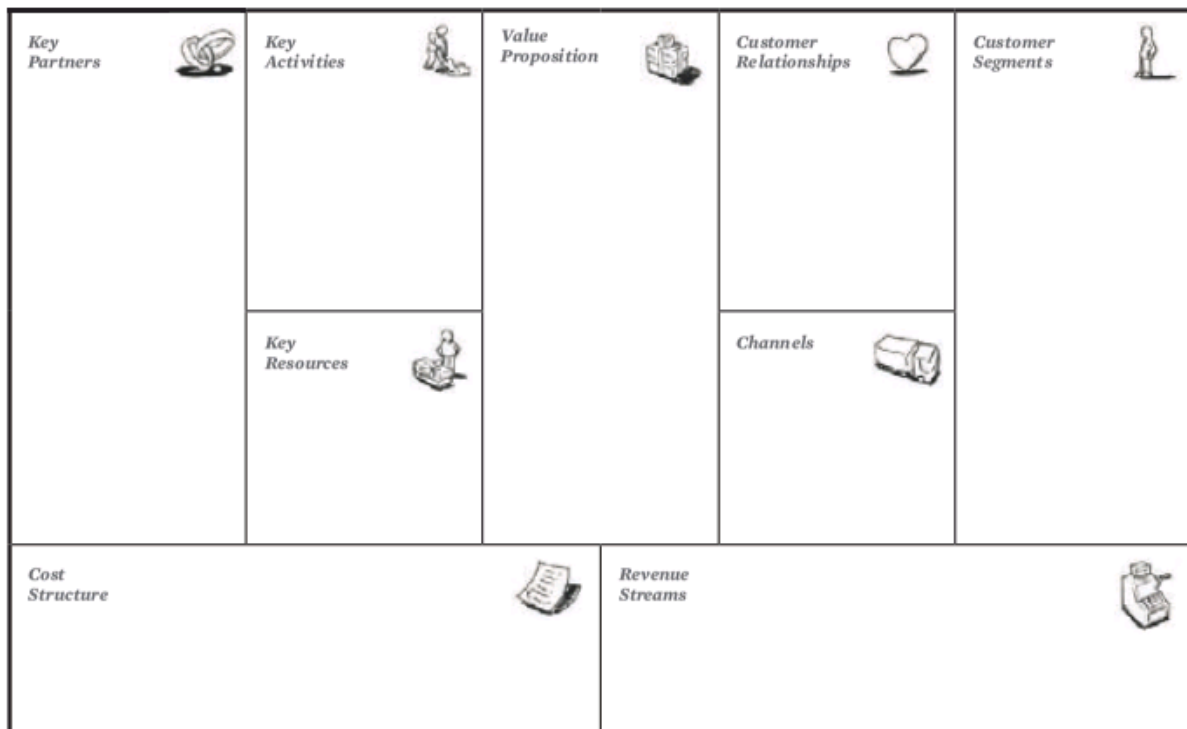 Key
Partners
Key
Activities
Value
Proposition
Customer
Relationships
Customer
Segments
Key
Resources
Channels
Cost
Structure
Revenue
Streams